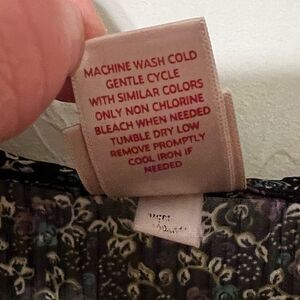 MACHINE WASH COLD
GENTLE CYCLE
WITH SIMILAR COLORS
ONLY NON CHLORINE
BLEACH WHEN NEEDED
TUMBLE DRY LOW
REMOVE PROMPTLY
COOL IRON IF
NEEDED